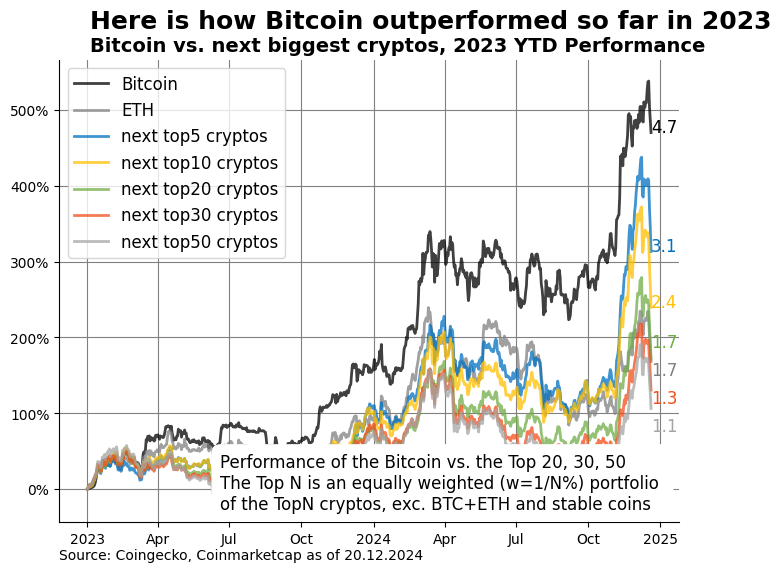 Here is how Bitcoin outperformed so far in 2023
Bitcoin vs. next biggest cryptos, 2023 YTD Performance
Bitcoin
ETH
next top5 cryptos
next top10 cryptos
next top20 cryptos
next top30 cryptos
next top50 cryptos
500%
400%
300%
200%
100%
0%
4.7
3.1
2.4
1.7
1.7
1.3
1.1
Performance of the Bitcoin vs. the Top 20, 30, 50
The Top N is an equally weighted (w=1/N%) portfolio
of the TopN cryptos, exc. BTC+ETH and stable coins
2023 Apr Jul Oct 2024 Apr Jul Oct 2025
Source: Coingecko, Coinmarketcap as of 20.12.2024